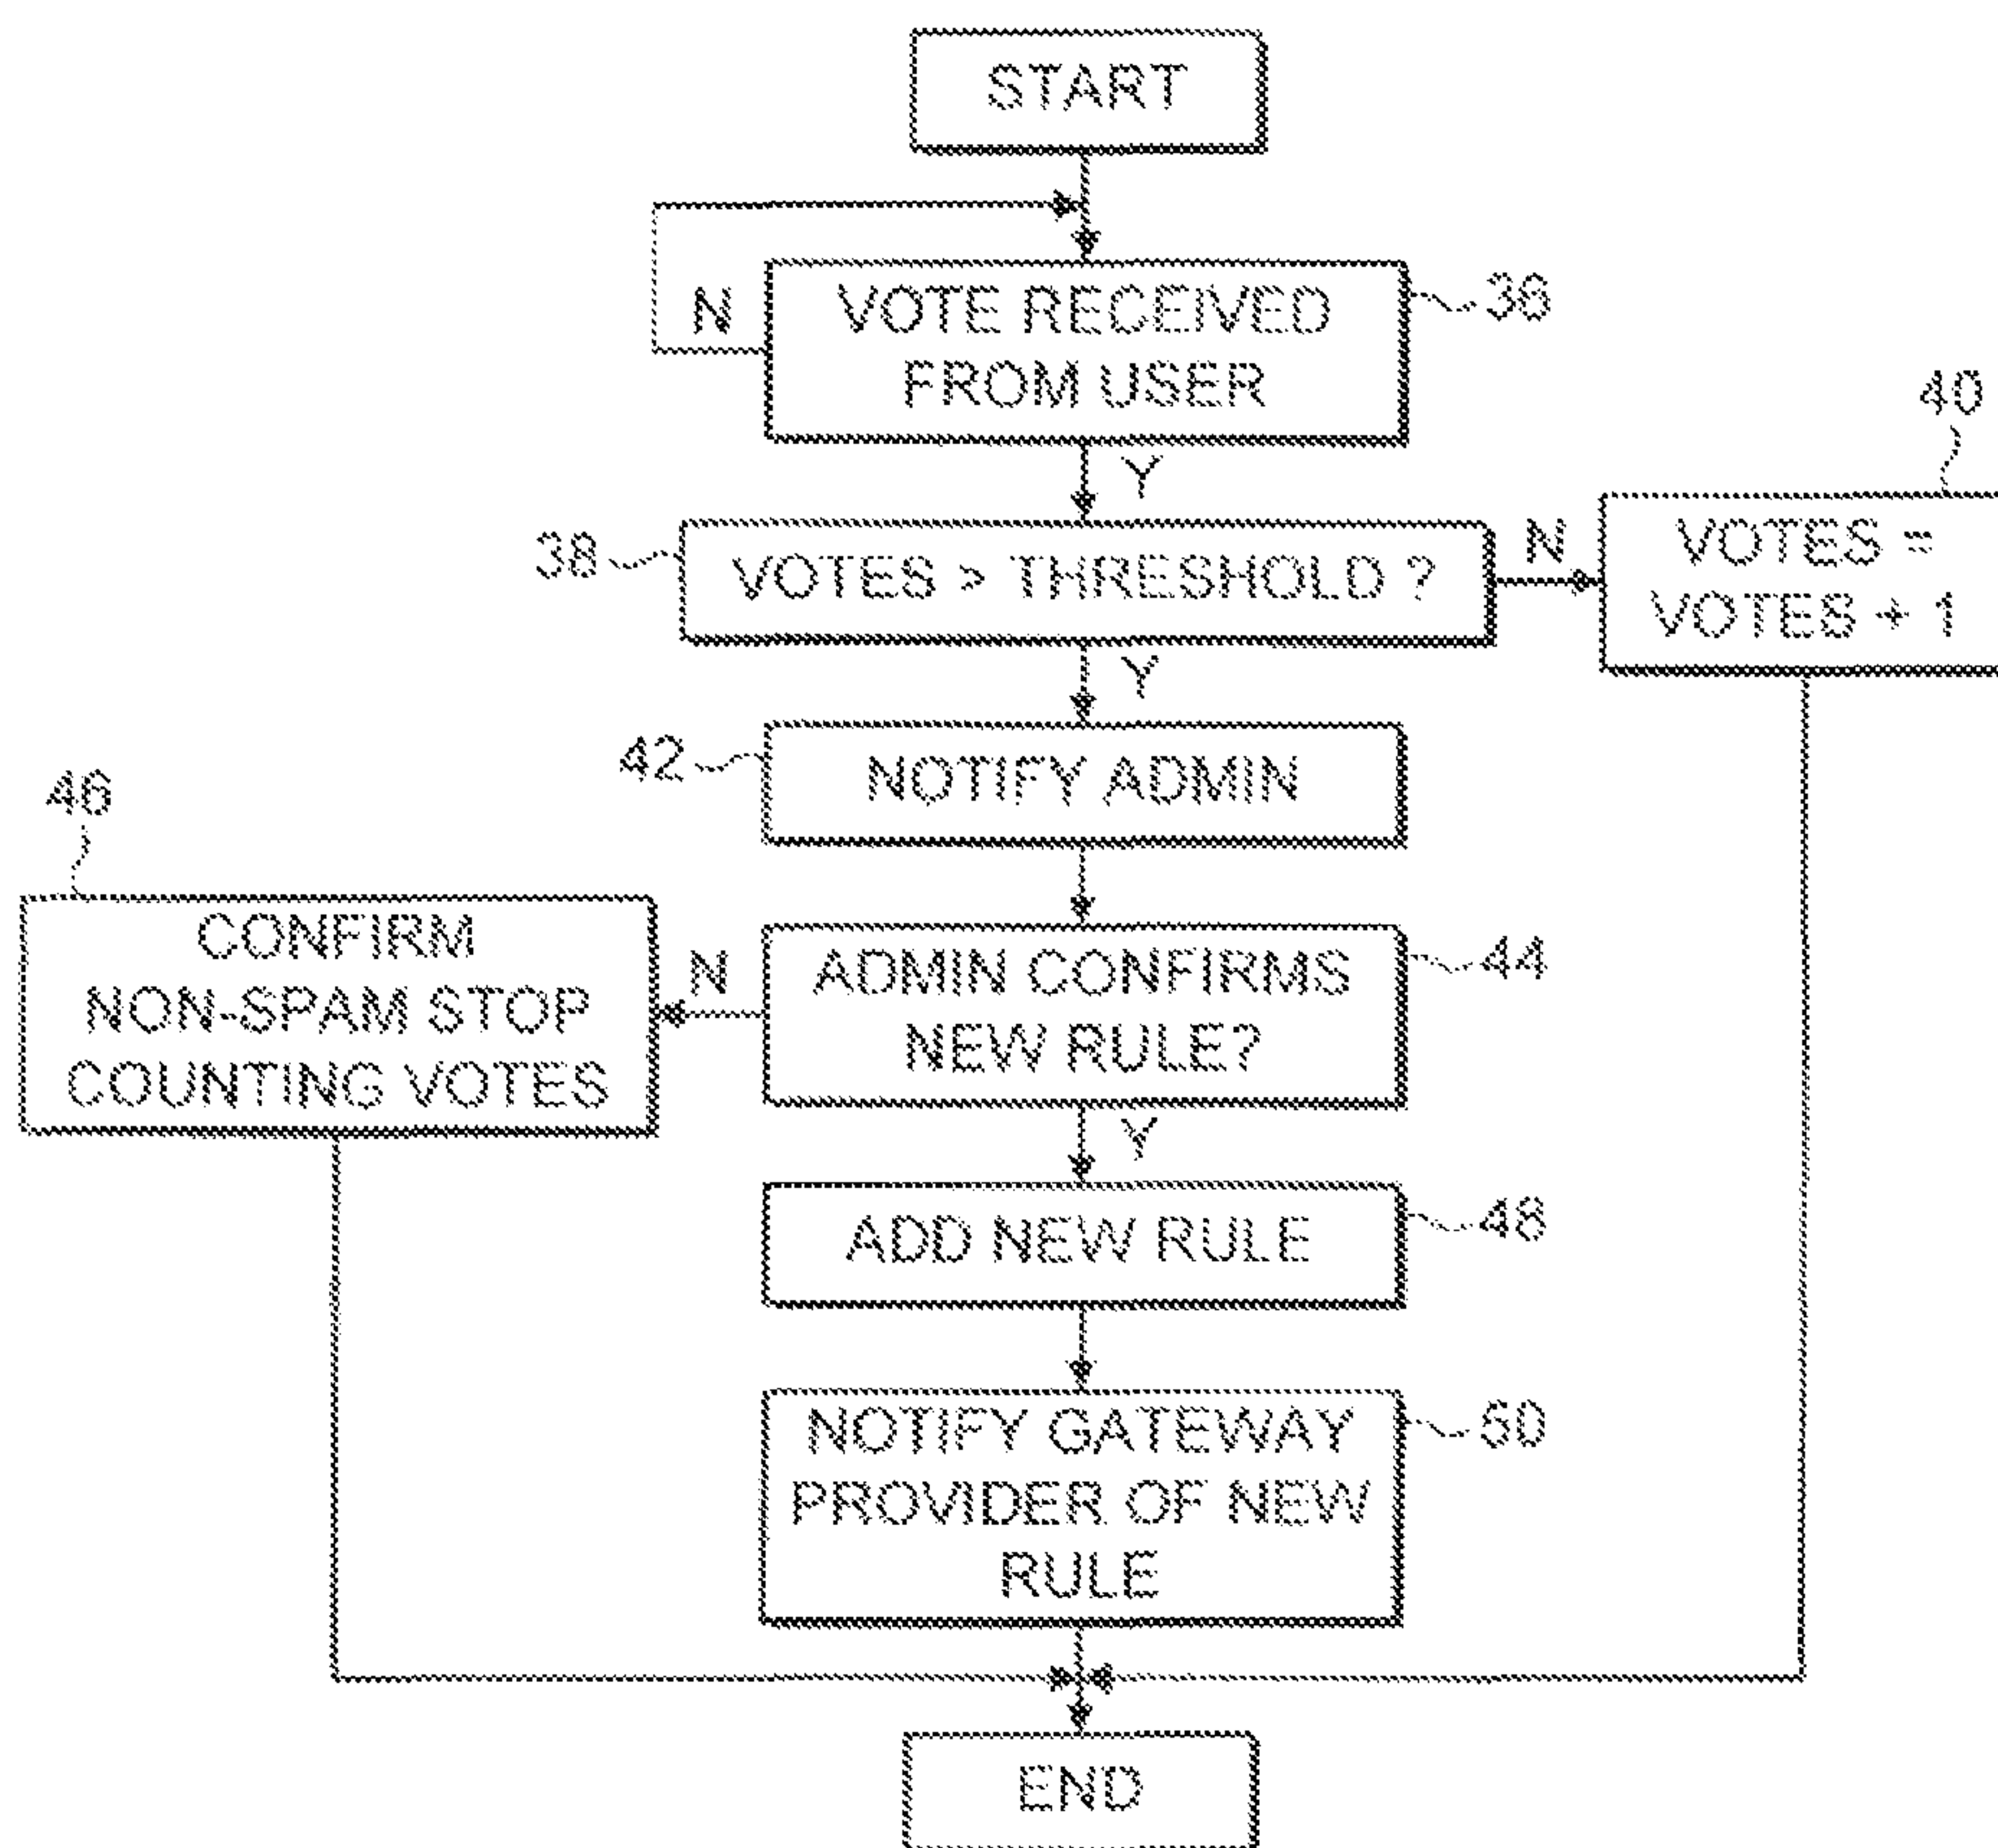 START
N
VOTE RECEIVED
FROM USER
36
Y
40
38
VOTES > THRESHOLD ?
N
VOTES =
VOTES + 1
Y
42
NOTIFY ADMIN
46
CONFIRM
NON-SPAM STOP
COUNTING VOTES
N
ADMIN CONFIRMS
NEW RULE?
44
Y
ADD NEW RULE
48
NOTIFY GATEWAY
PROVIDER OF NEW
RULE
50
END